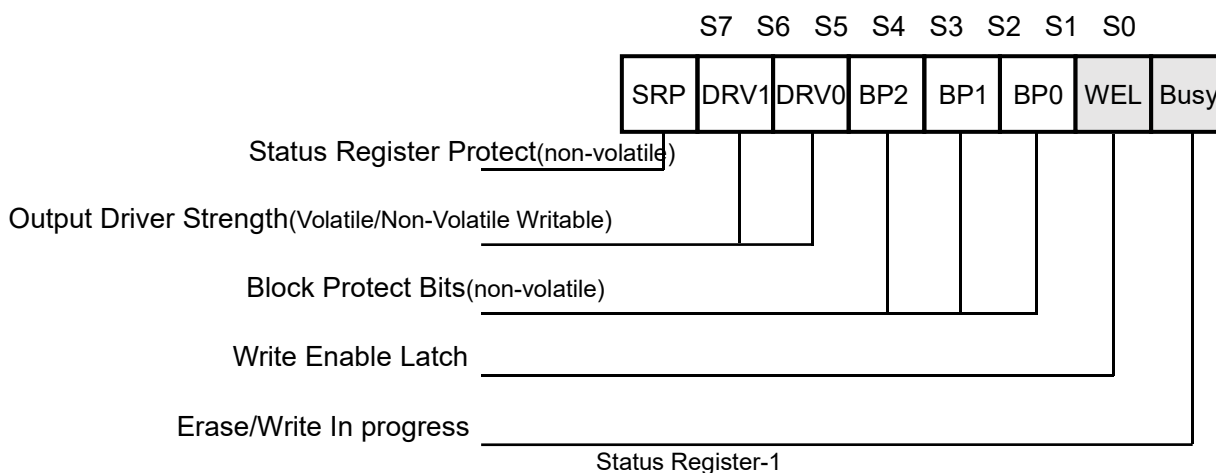 S7 S6 S5 S4 S3 S2 S1 S0
SRP DRV1 DRV0 BP2 BP1 BP0 WEL Busy
Status Register Protect(non-volatile)
Output Driver Strength(Volatile/Non-Volatile Writable)
Block Protect Bits(non-volatile)
Write Enable Latch
Erase/Write In progress
Status Register-1